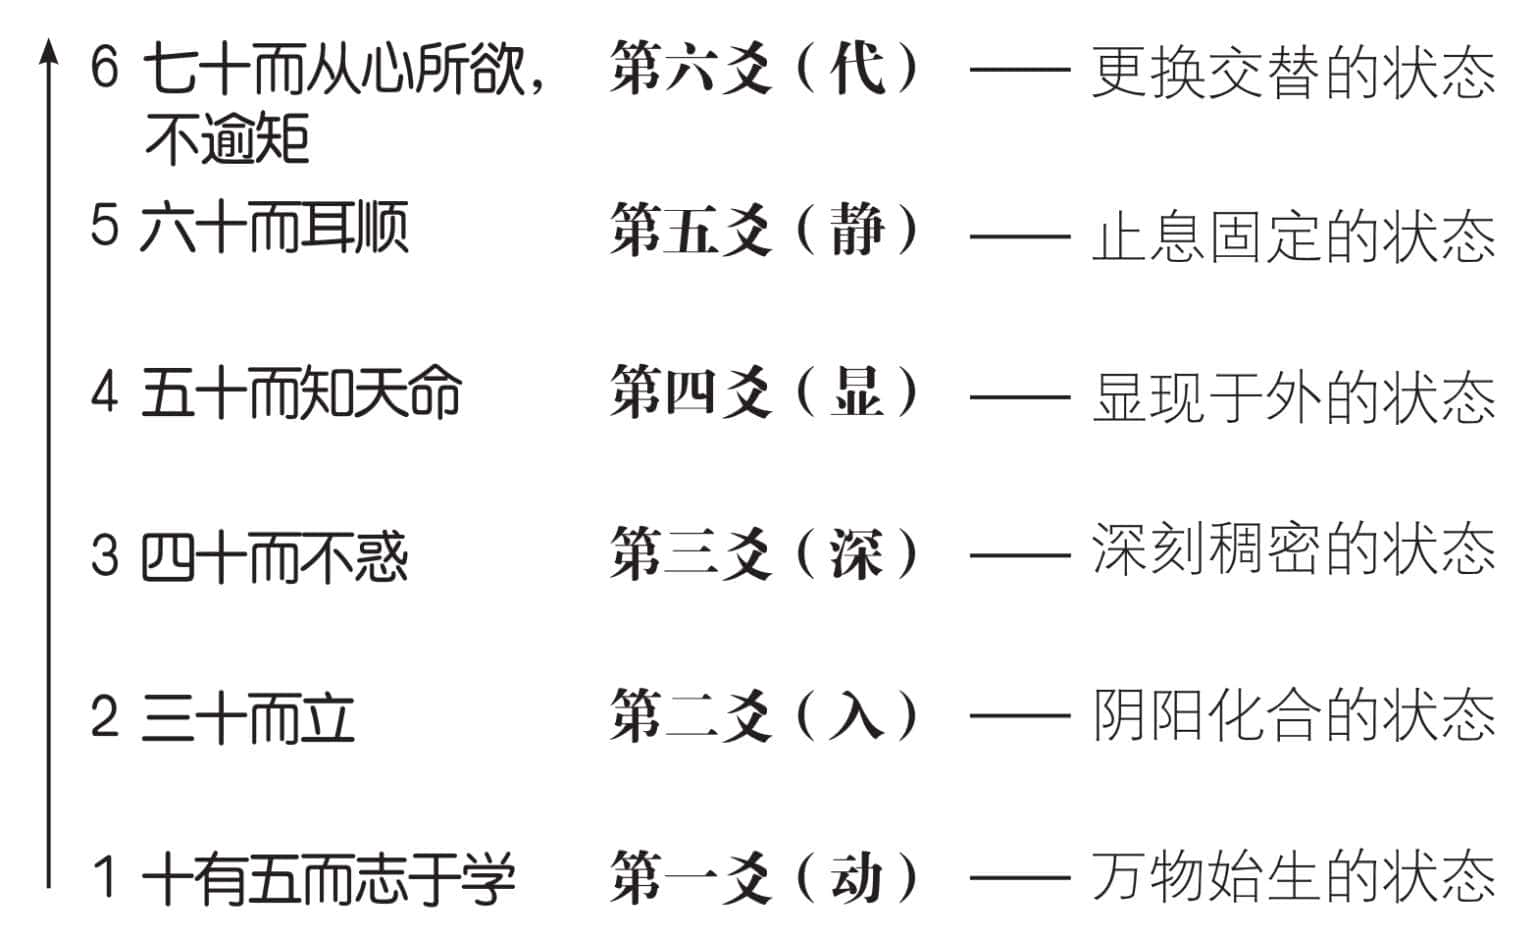 6 七十而从心所欲，不逾矩 第六爻（代）—— 更换交替的状态
5 六十而耳顺 第五爻（静）—— 止息固定的状态
4 五十而知天命 第四爻（显）—— 显现于外的状态
3 四十而不惑 第三爻（深）—— 深刻稠密的状态
2 三十而立 第二爻（入）—— 阴阳化合的状态
1 十有五而志于学 第一爻（动）—— 万物始生的状态